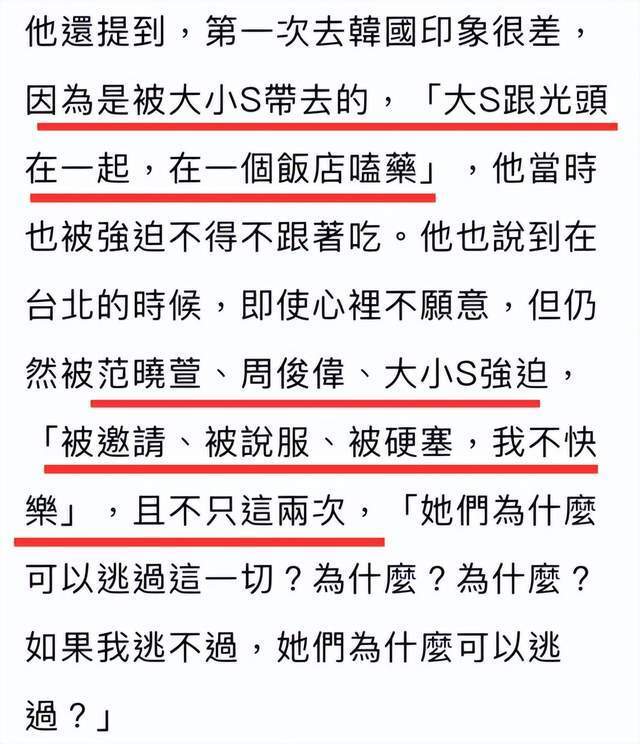 他還提到，第一次去韓國印象很差，
因為是被大小S帶去的，「大S跟光頭
在一起，在一個飯店嗑藥」，他當時
也被強迫不得不跟著吃。他也說到在
台北的時候，即使心裡不願意，但仍
然被范曉萱、周俊偉、大小S強迫，
「被邀請、被說服、被硬塞，我不快
樂」，且不只這兩次，「她們為什麼
可以逃過這一切？為什麼？為什麼？
如果我逃不過，她們為什麼可以逃
過？」